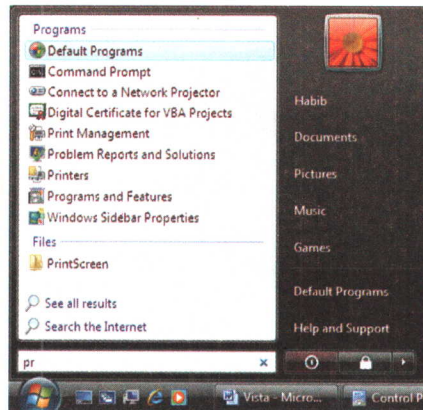 Programs
Default Programs
Command Prompt
Connect to a Network Projector
Digital Certificate for VBA Projects
Print Management
Problem Reports and Solutions
Printers
Programs and Features
Windows Sidebar Properties
Files
PrintScreen
See all results
Search the Internet
pr
Habib
Documents
Pictures
Music
Games
Default Programs
Help and Support
Vista - Micro...
Control P